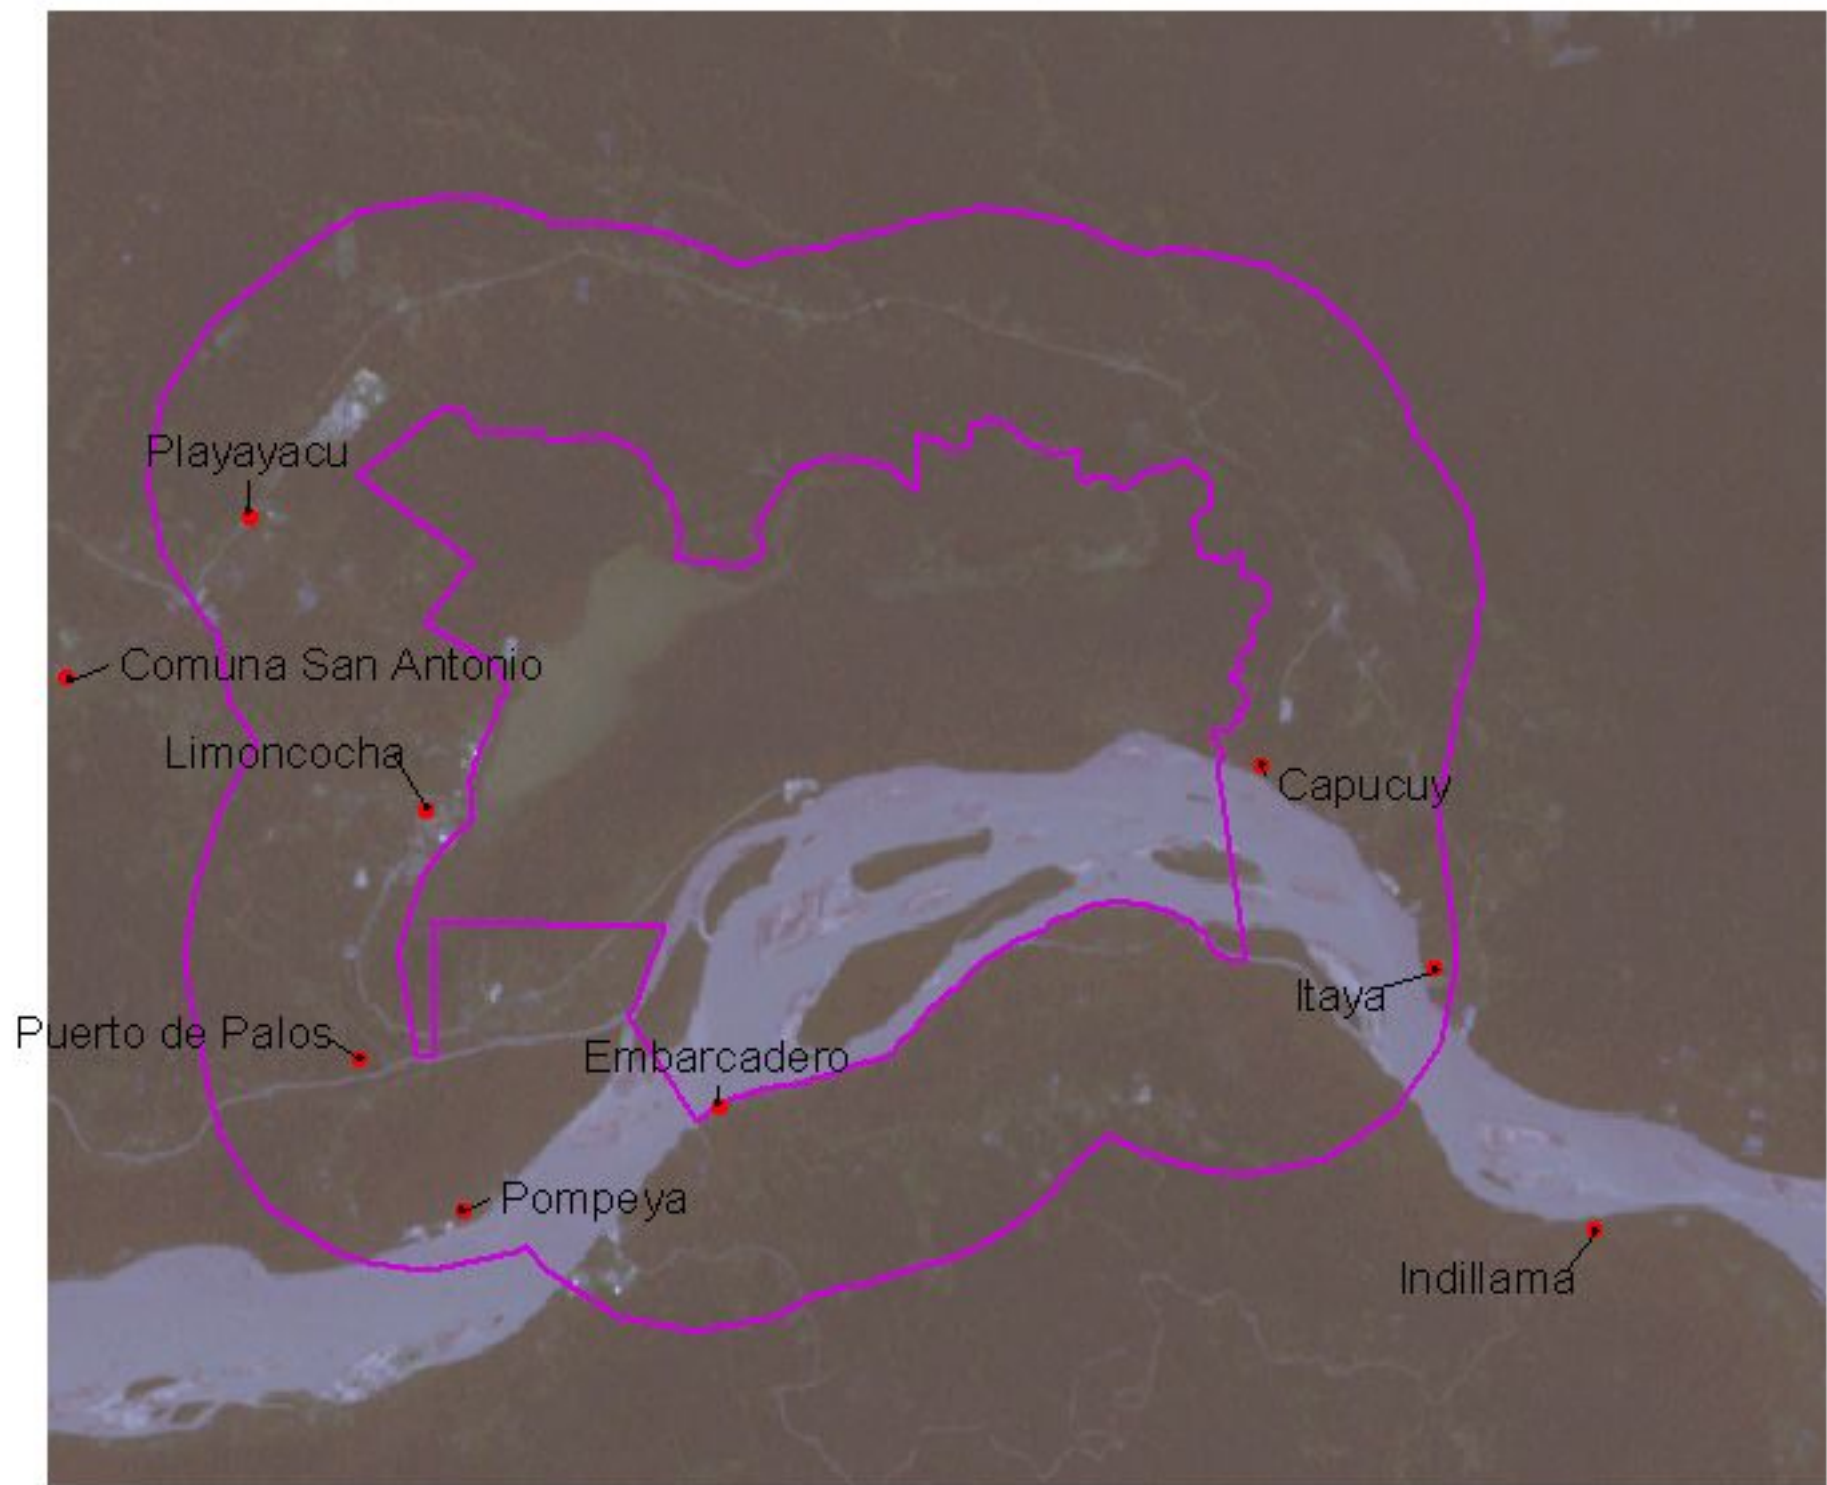 Playayacu
Comuna San Antonio
Limoncocha
Capucuy
Itaya
Puerto de Palos
Embarcadero
Pompeya
Indillama